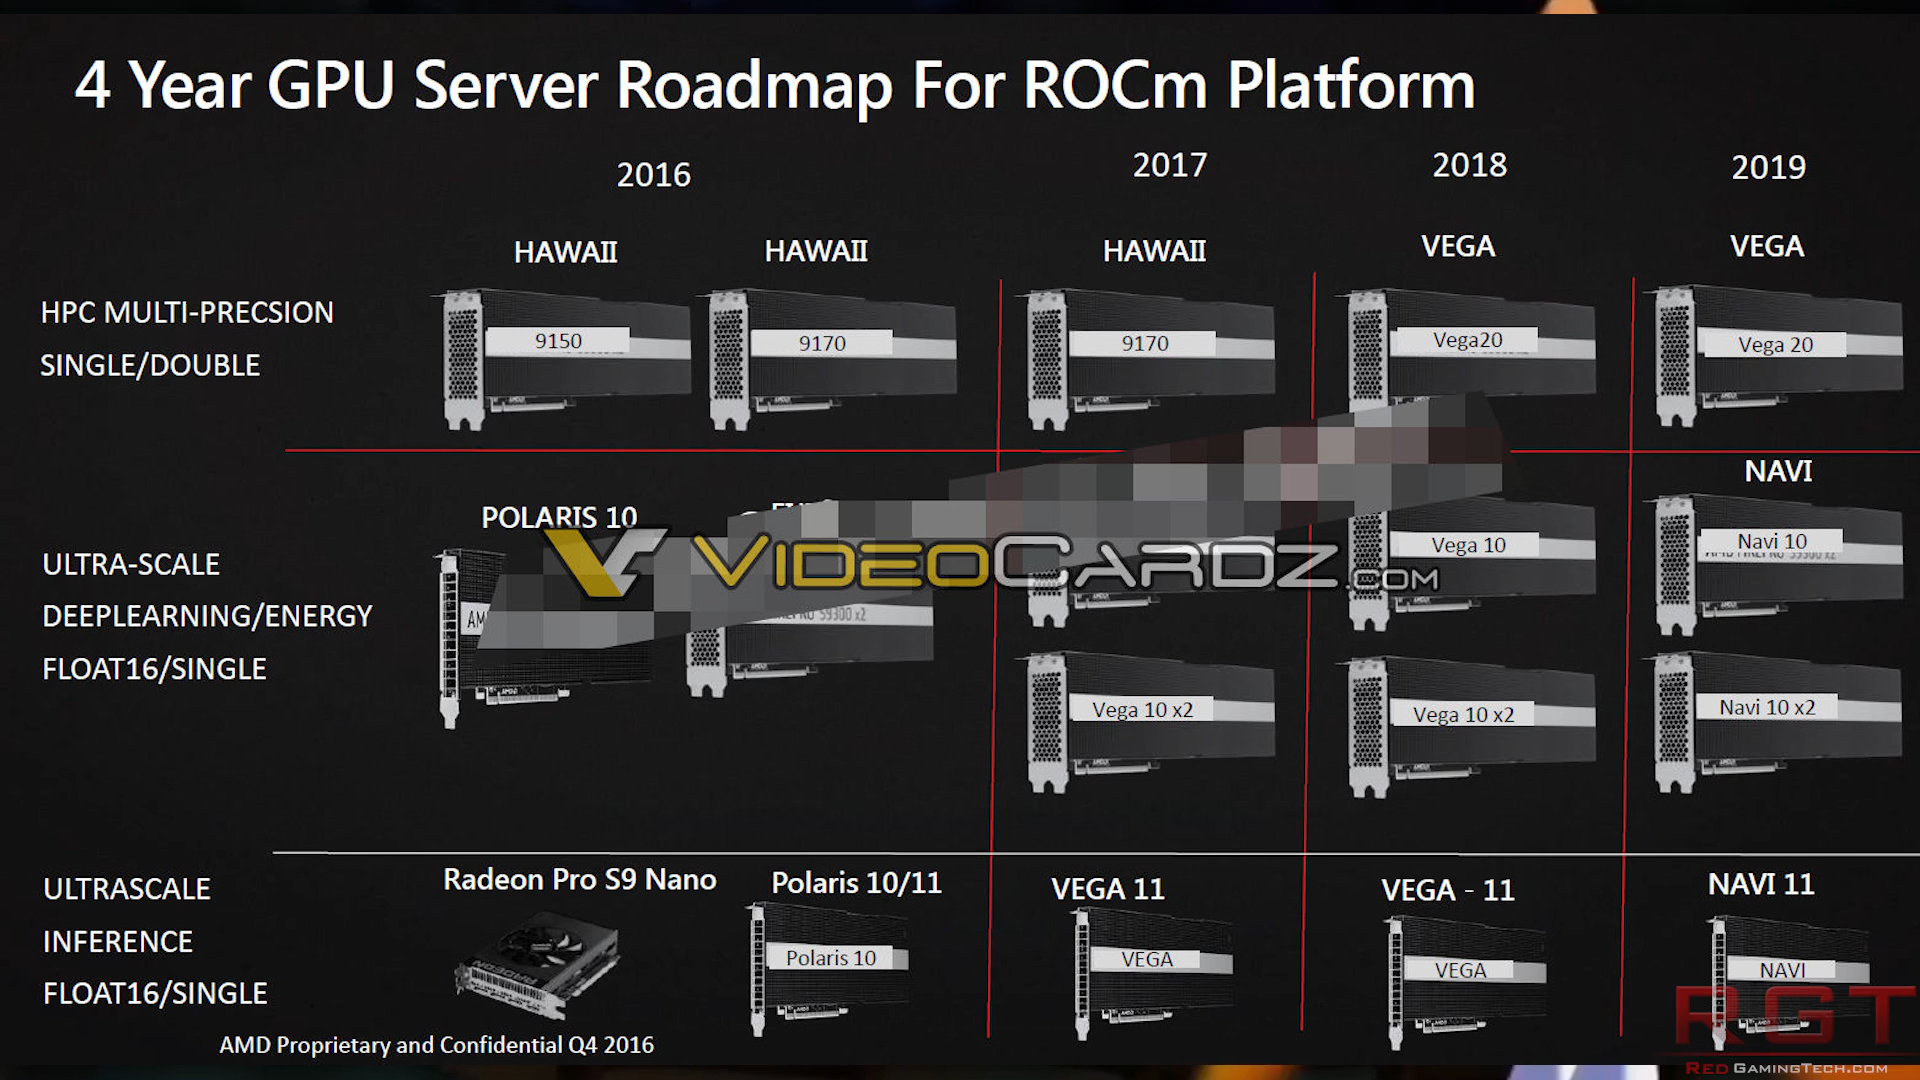 4 Year GPU Server Roadmap For ROCm Platform
2016
2017
2018
2019
HAWAII
HAWAII
HAWAII
VEGA
VEGA
HPC MULTI-PRECSION
SINGLE/DOUBLE
9150
9170
9170
Vega20
Vega 20
POLARIS 10
NAVI
ULTRA-SCALE
DEEPLEARNING/ENERGY
FLOAT16/SINGLE
VIDEOCARDZ.COM
S9300 x2
Vega 10
Navi 10
Vega 10 x2
Vega 10 x2
Navi 10 x2
ULTRASCALE
INFERENCE
FLOAT16/SINGLE
Radeon Pro S9 Nano
Polaris 10/11
VEGA 11
VEGA - 11
NAVI 11
RADEON
Polaris 10
VEGA
VEGA
NAVI
AMD Proprietary and Confidential Q4 2016
RGT
REDGAMINGTECH.COM